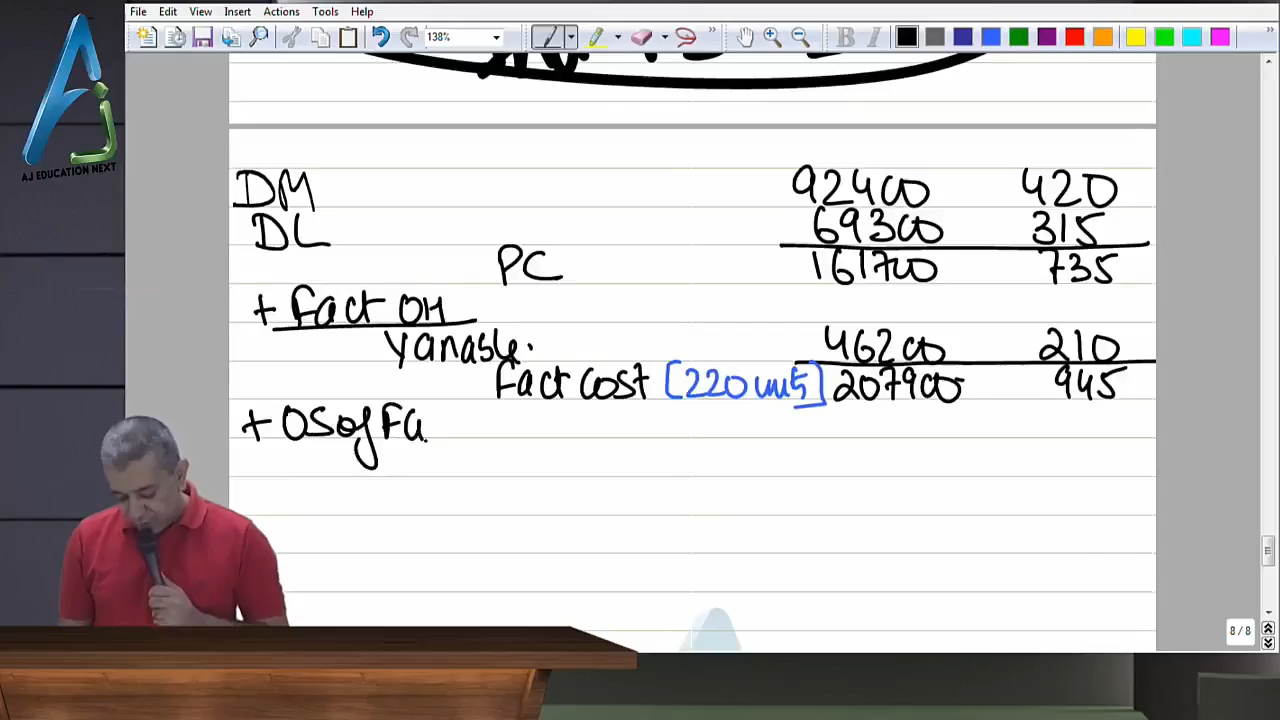 File Edit View Insert Actions Tools Help
138%
AJ EDUCATION NEXT
DM 92400 420
DL 69300 315
PC 161700 735
+ Fact OH
Variable. 46200 210
Fact Cost [220 units] 207900 945
+ OS of FG
8 / 8